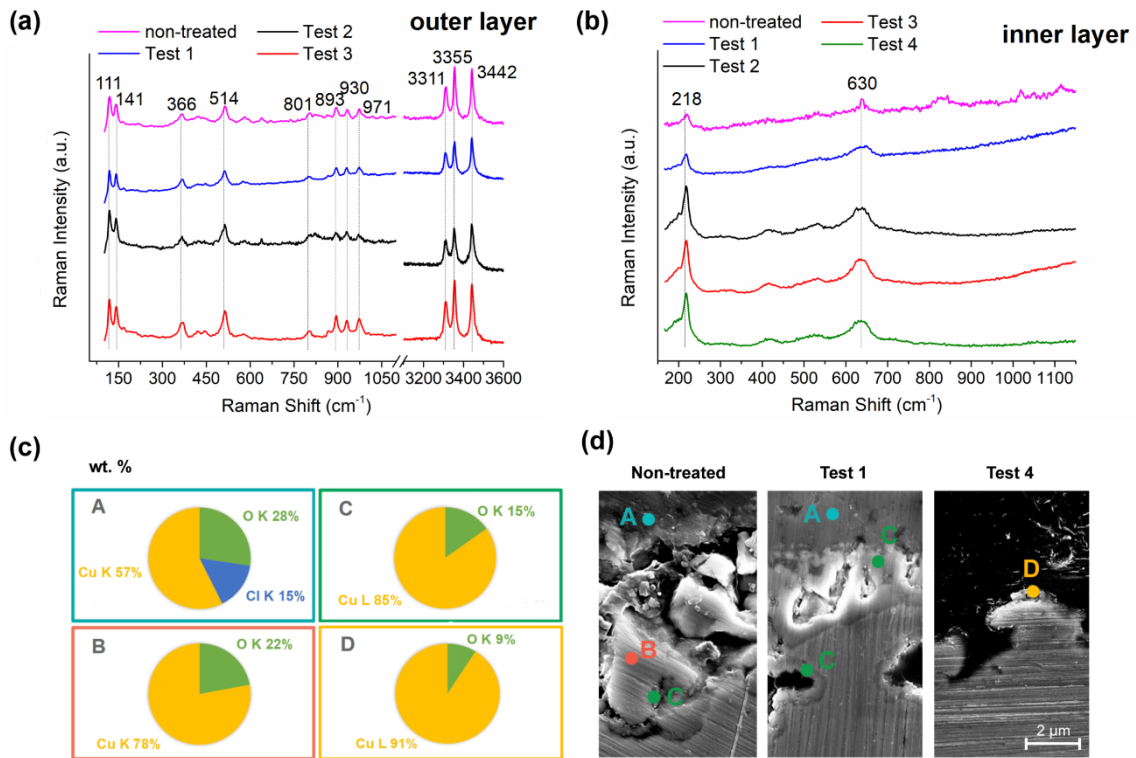 (a)
outer layer
non-treated
Test 1
Test 2
Test 3
111
141
366
514
801
893
930
971
3311
3355
3442
Raman Intensity (a.u.)
150 300 450 600 750 900 1050 3200 3400 3600
Raman Shift (cm⁻¹)
(b)
inner layer
non-treated
Test 1
Test 2
Test 3
Test 4
218
630
Raman Intensity (a.u.)
200 300 400 500 600 700 800 900 1000 1100
Raman Shift (cm⁻¹)
(c)
wt. %
A
O K 28%
Cu K 57%
Cl K 15%
C
O K 15%
Cu L 85%
B
O K 22%
Cu K 78%
D
O K 9%
Cu L 91%
(d)
Non-treated
Test 1
Test 4
A
B
C
A
C
C
D
2 µm